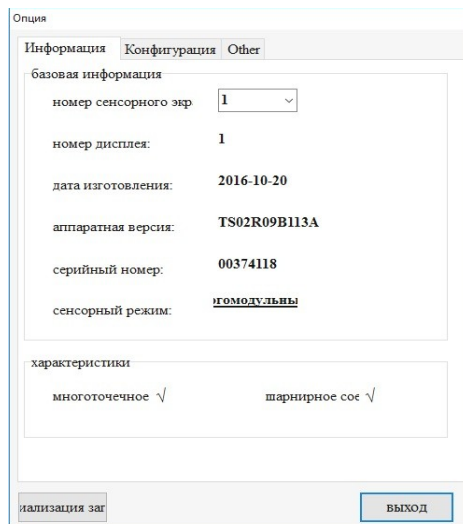 Опция
Информация Конфигурация Other
базовая информация
номер сенсорного экр
1
номер дисплея: 1
дата изготовления: 2016-10-20
аппаратная версия: TS02R09B113A
серийный номер: 00374118
сенсорный режим: огомодульны
характеристики
многоточечное √ шарнирное сое √
иализация заг выход